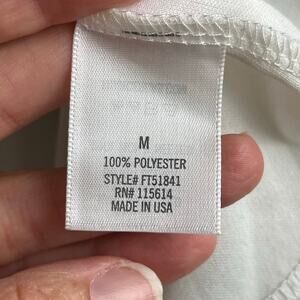 M
100% POLYESTER
STYLE# FT51841
RN# 115614
MADE IN USA